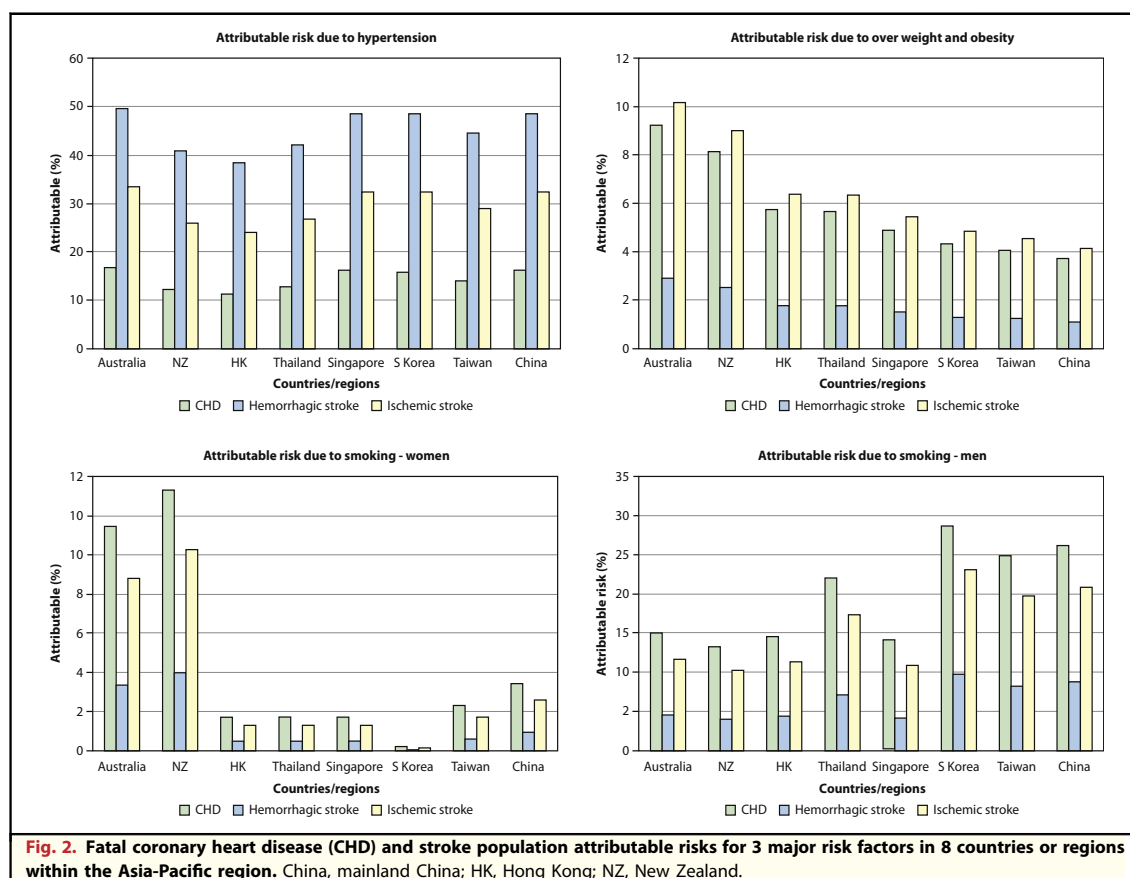 Attributable risk due to hypertension
60
50
40
30
20
10
0
Attributable (%)
Australia NZ HK Thailand Singapore S Korea Taiwan China
Countries/regions
CHD Hemorrhagic stroke Ischemic stroke
Attributable risk due to over weight and obesity
12
10
8
6
4
2
0
Attributable (%)
Australia NZ HK Thailand Singapore S Korea Taiwan China
Countries/regions
CHD Hemorrhagic stroke Ischemic stroke
Attributable risk due to smoking - women
12
10
10
8
6
4
2
0
Attributable (%)
Australia NZ HK Thailand Singapore S Korea Taiwan China
Countries/regions
CHD Hemorrhagic stroke Ischemic stroke
Attributable risk due to smoking - men
35
30
25
20
15
10
2
0
Attributable risk (%)
Australia NZ HK Thailand Singapore S Korea Taiwan China
Countries/regions
CHD Hemorrhagic stroke Ischemic stroke
Fig. 2. Fatal coronary heart disease (CHD) and stroke population attributable risks for 3 major risk factors in 8 countries or regions
within the Asia-Pacific region. China, mainland China; HK, Hong Kong; NZ, New Zealand.